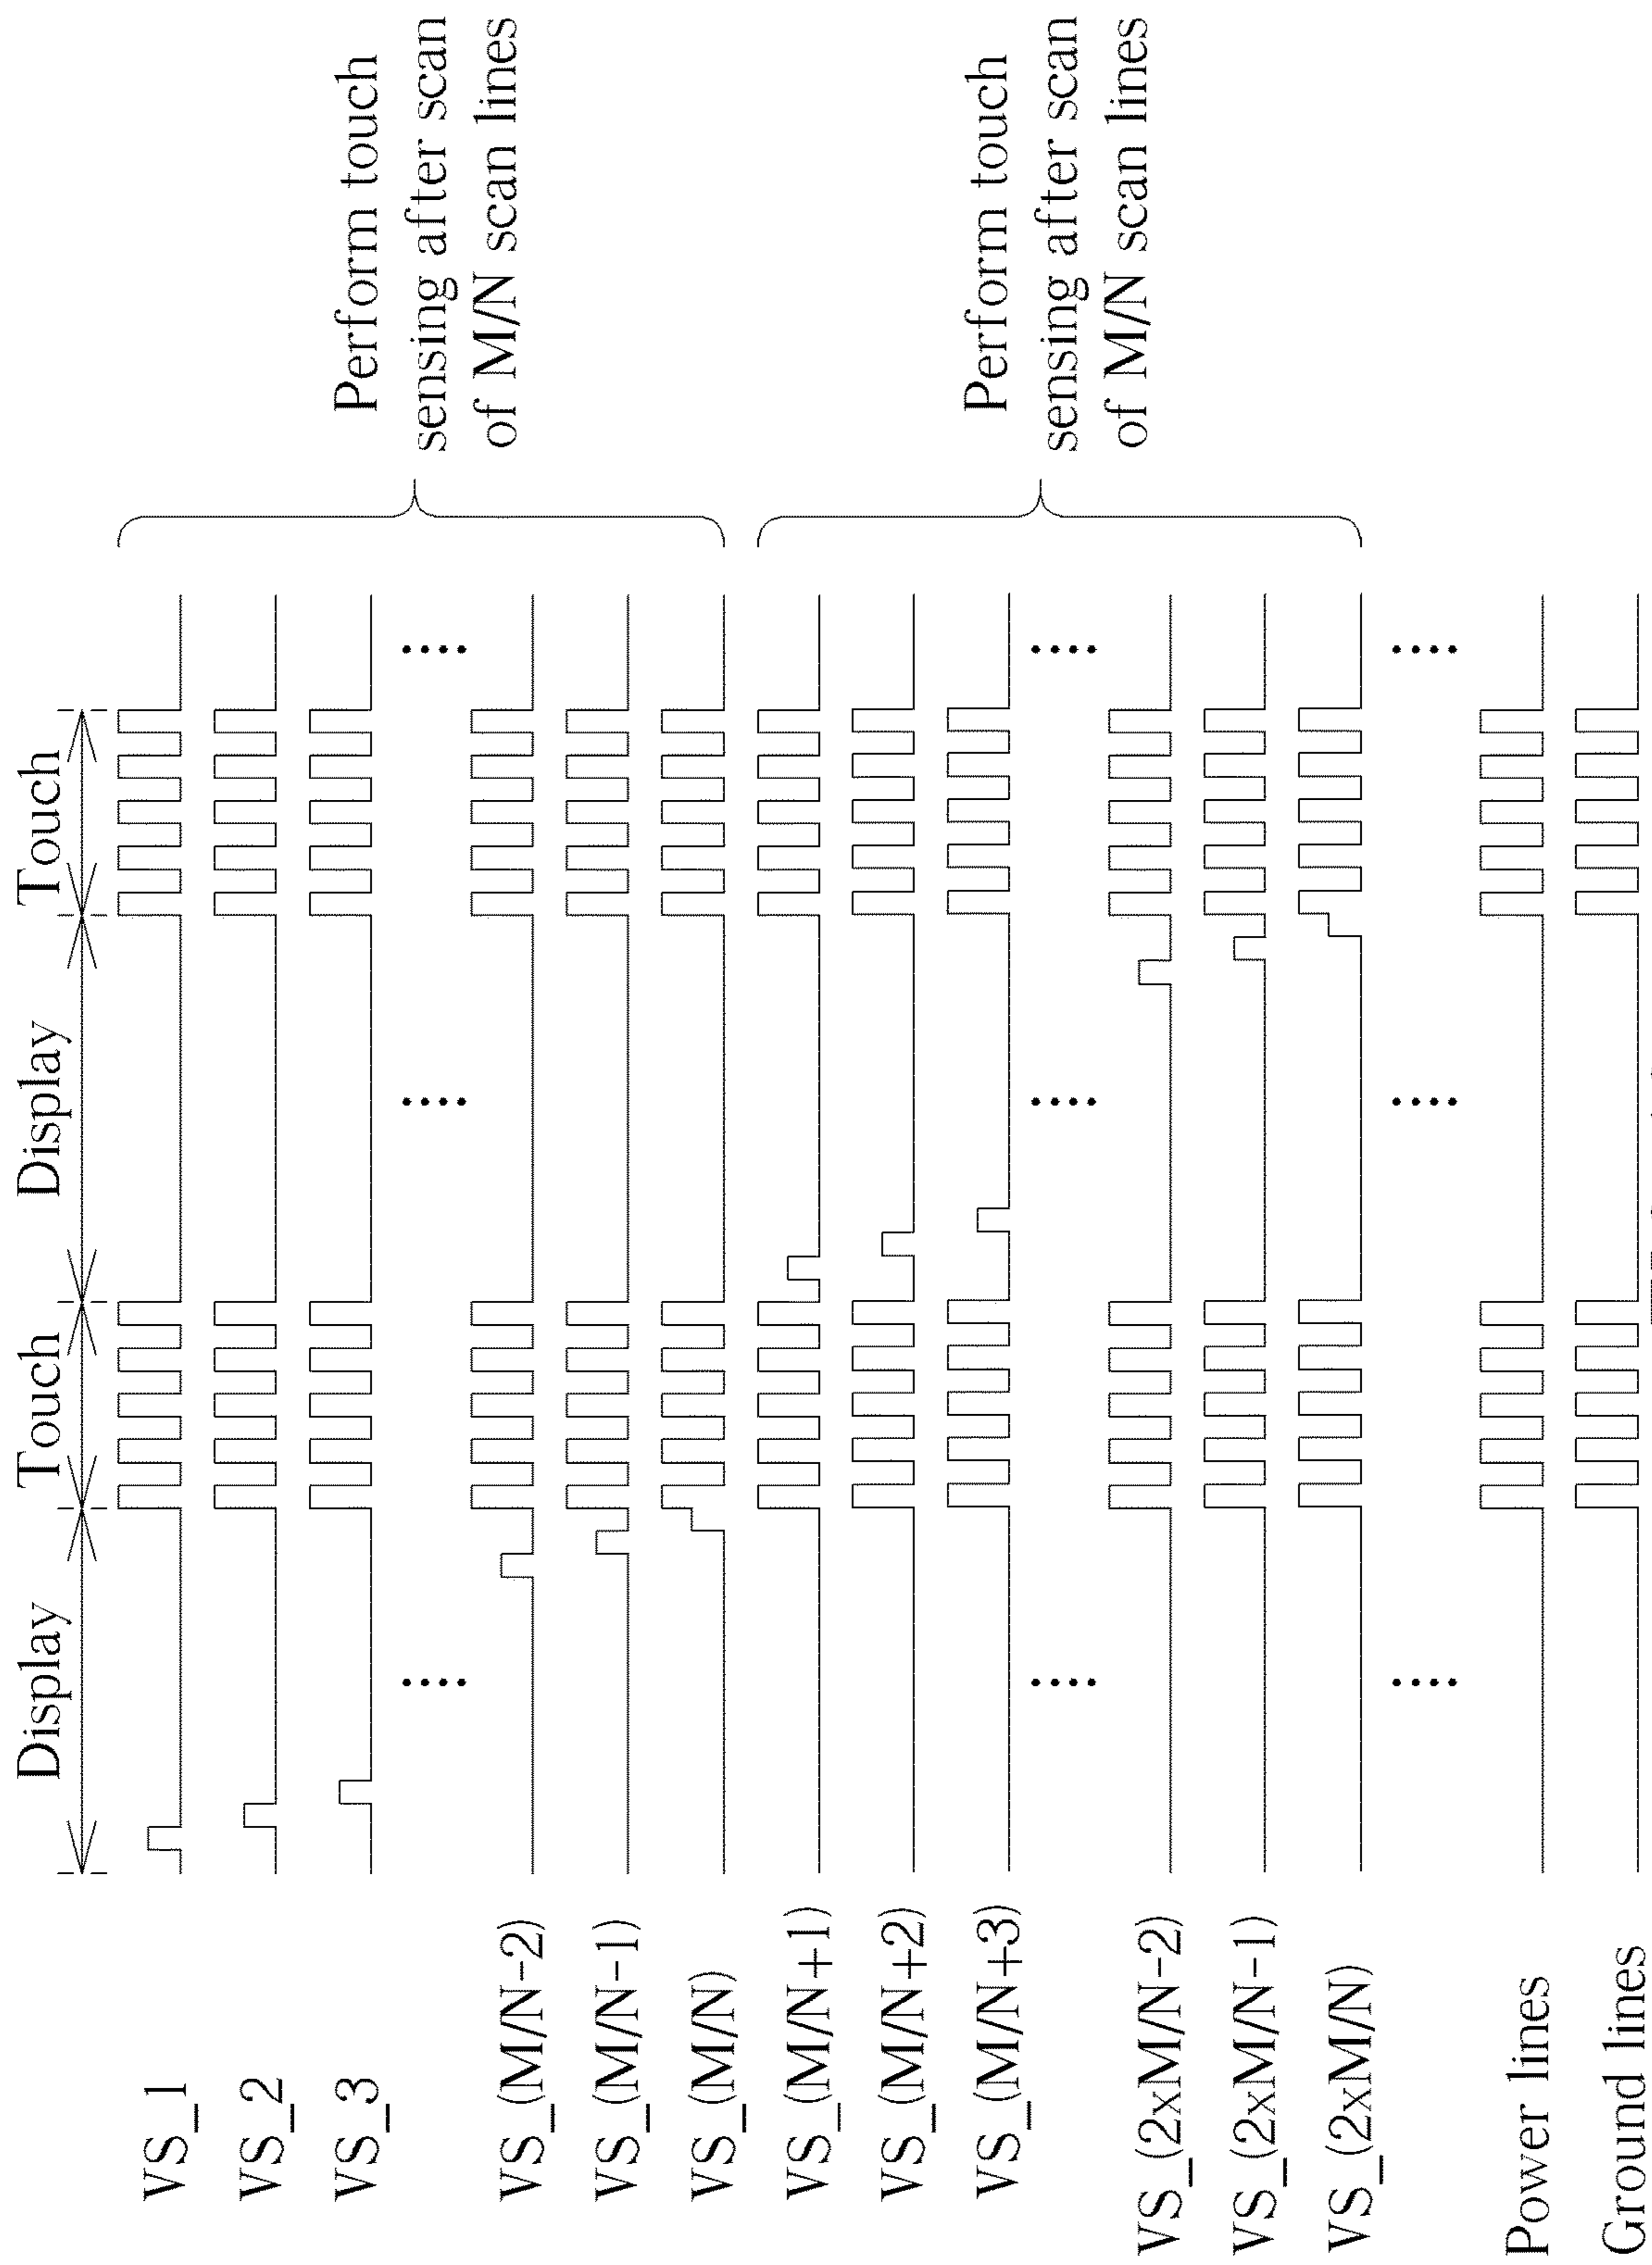 Display
Touch
Display
Touch
VS_1
VS_2
VS_3
VS_(M/N-2)
VS_(M/N-1)
VS_(M/N)
VS_(M/N+1)
VS_(M/N+2)
VS_(M/N+3)
VS_(2xM/N-2)
VS_(2xM/N-1)
VS_(2xM/N)
Power lines
Ground lines
Perform touch
sensing after scan
of M/N scan lines
Perform touch
sensing after scan
of M/N scan lines